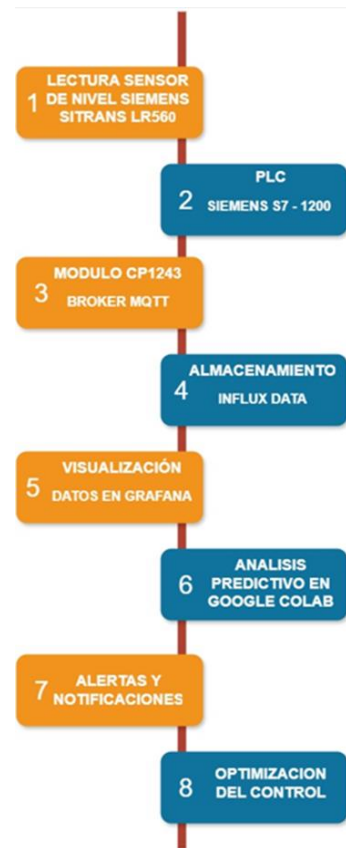 LECTURA SENSOR
1 DE NIVEL SIEMENS
SITRANS LR560
PLC
2 SIEMENS S7 - 1200
MODULO CP1243
3 BROKER MQTT
ALMACENAMIENTO
4 INFLUX DATA
VISUALIZACIÓN
5 DATOS EN GRAFANA
ANALISIS
6 PREDICTIVO EN
GOOGLE COLAB
7 ALERTAS Y
NOTIFICACIONES
OPTIMIZACION
8 DEL CONTROL